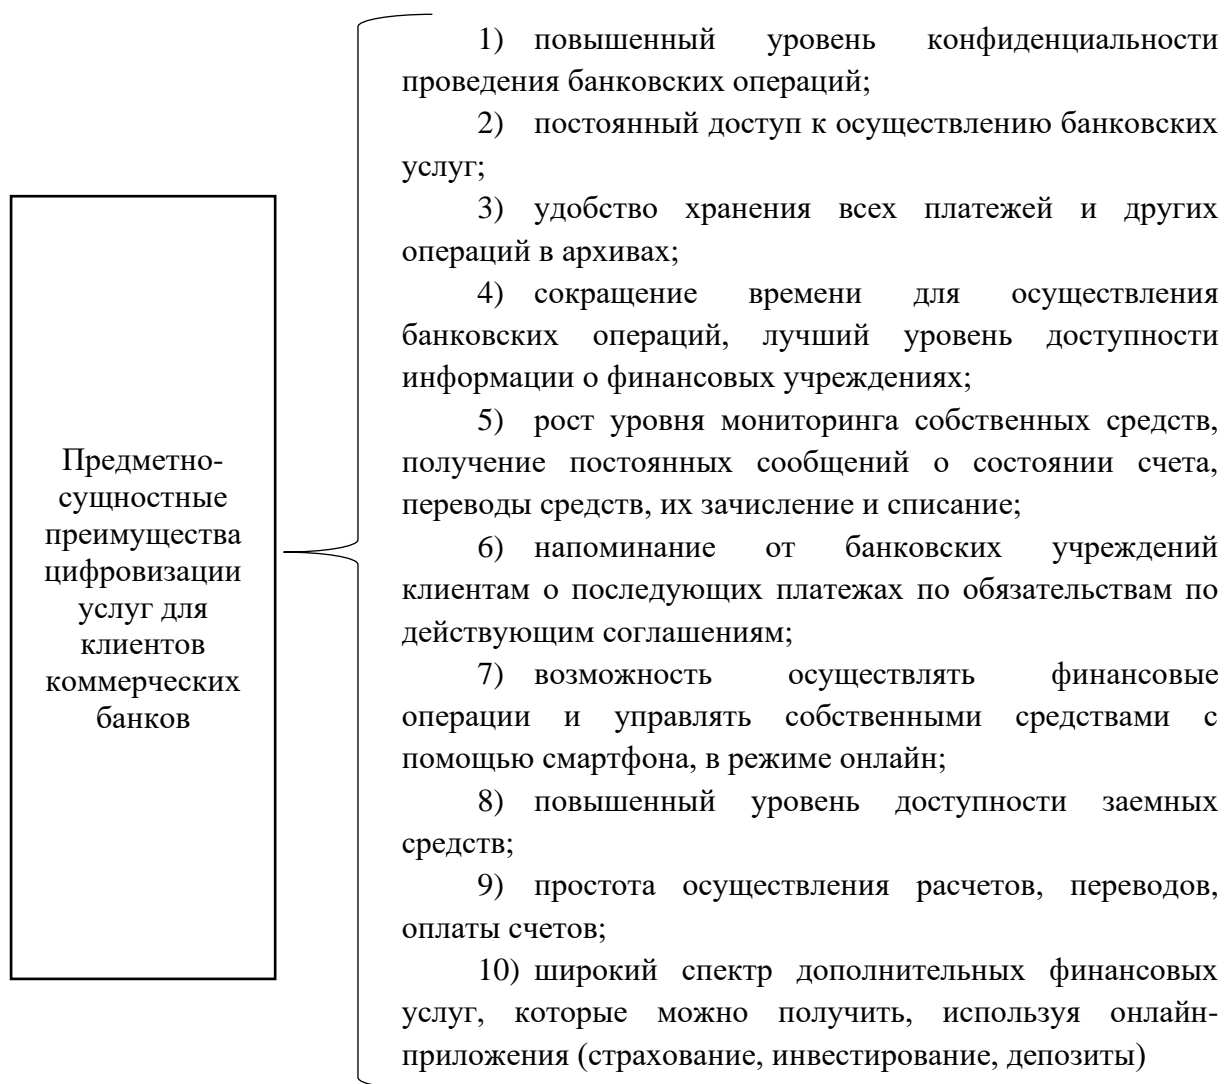 Предметно-
сущностные
преимущества
цифровизации
услуг для
клиентов
коммерческих
банков
1) повышенный уровень конфиденциальности
проведения банковских операций;
2) постоянный доступ к осуществлению банковских
услуг;
3) удобство хранения всех платежей и других
операций в архивах;
4) сокращение времени для осуществления
банковских операций, лучший уровень доступности
информации о финансовых учреждениях;
5) рост уровня мониторинга собственных средств,
получение постоянных сообщений о состоянии счета,
переводы средств, их зачисление и списание;
6) напоминание от банковских учреждений
клиентам о последующих платежах по обязательствам по
действующим соглашениям;
7) возможность осуществлять финансовые
операции и управлять собственными средствами с
помощью смартфона, в режиме онлайн;
8) повышенный уровень доступности заемных
средств;
9) простота осуществления расчетов, переводов,
оплаты счетов;
10) широкий спектр дополнительных финансовых
услуг, которые можно получить, используя онлайн-
приложения (страхование, инвестирование, депозиты)